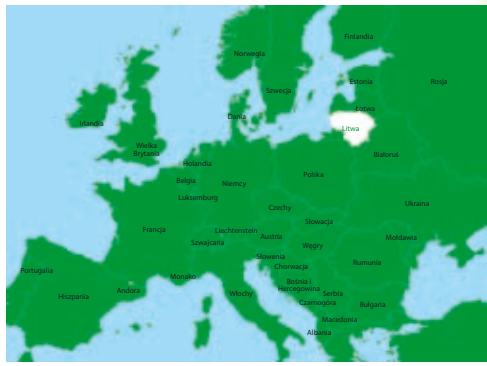 Finlandia
Norwegia
Estonia
Rosja
Szwecja
Łotwa
Dania
Irlandia
Litwa
Wielka
Brytania
Białoruś
Holandia
Polska
Belgia
Niemcy
Luksemburg
Ukraina
Czechy
Słowacja
Francja
Liechtenstein
Austria
Mołdawia
Szwajcaria
Węgry
Słowenia
Rumunia
Chorwacja
Portugalia
Monako
Bośnia i
Hercegowina
Andora
Włochy
Serbia
Hiszpania
Czarnogóra
Bułgaria
Macedonia
Albania